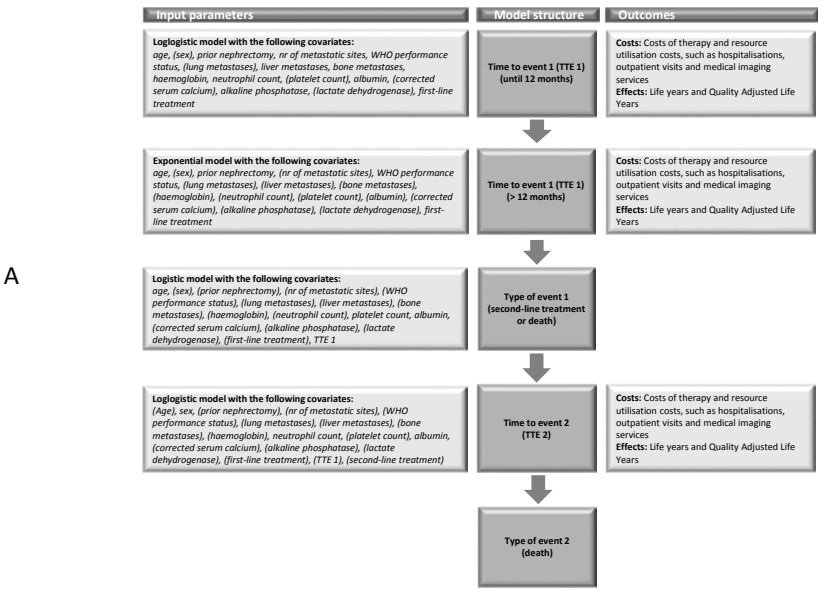 Input parameters
Model structure
Outcomes
Loglogistic model with the following covariates:
age, (sex), prior nephrectomy, nr of metastatic sites, WHO performance
status, (lung metastases), liver metastases, bone metastases,
haemoglobin, neutrophil count, (platelet count), albumin, (corrected
serum calcium), alkaline phosphatase, (lactate dehydrogenase), first-line
treatment
Time to event 1 (TTE 1)
(until 12 months)
Costs: Costs of therapy and resource
utilisation costs, such as hospitalisations,
outpatient visits and medical imaging
services
Effects: Life years and Quality Adjusted Life
Years
Exponential model with the following covariates:
age, (sex), prior nephrectomy, (nr of metastatic sites), WHO performance
status, (lung metastases), (liver metastases), (bone metastases),
(haemoglobin), (neutrophil count), (platelet count), (albumin), (corrected
serum calcium), (alkaline phosphatase), (lactate dehydrogenase), first-
line treatment
Time to event 1 (TTE 1)
(> 12 months)
Costs: Costs of therapy and resource
utilisation costs, such as hospitalisations,
outpatient visits and medical imaging
services
Effects: Life years and Quality Adjusted Life
Years
A
Logistic model with the following covariates:
age, (sex), (prior nephrectomy), (nr of metastatic sites), (WHO
performance status), (lung metastases), (liver metastases), (bone
metastases), (haemoglobin), (neutrophil count), platelet count, albumin,
(corrected serum calcium), (alkaline phosphatase), (lactate
dehydrogenase), (first-line treatment), TTE 1
Type of event 1
(second-line treatment
or death)
Loglogistic model with the following covariates:
(Age), sex, (prior nephrectomy), (nr of metastatic sites), (WHO
performance status), (lung metastases), (liver metastases), (bone
metastases), (haemoglobin), neutrophil count, (platelet count), albumin,
(corrected serum calcium), (alkaline phosphatase), (lactate
dehydrogenase), (first-line treatment), (TTE 1), (second-line treatment)
Time to event 2
(TTE 2)
Costs: Costs of therapy and resource
utilisation costs, such as hospitalisations,
outpatient visits and medical imaging
services
Effects: Life years and Quality Adjusted Life
Years
Type of event 2
(death)